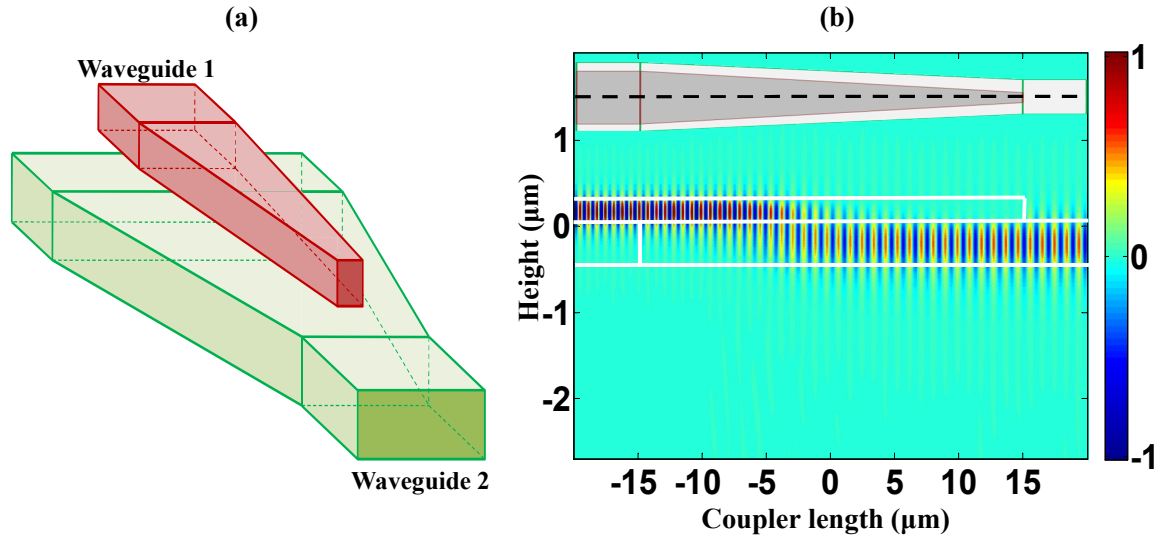 (a)
Waveguide 1
Waveguide 2
(b)
Height (μm)
1
0
-1
-2
-15 -10 -5 0 5 10 15
Coupler length (μm)
1
0
-1